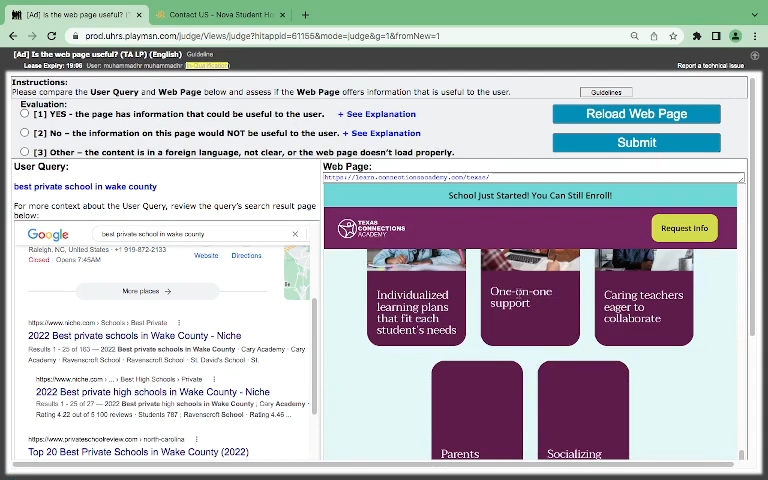 [Ad] Is the web page useful? (T
Contact US - Nova Student Ho
prod.uhrs.playmsn.com/judge/Views/judge?hitappid=61155&mode=judge&g=1&fromNew=1
[Ad] Is the web page useful? (TA LP) (English) Guideline
Lease Expiry: 19:06 User: muhammadhr muhammadhr
Report a technical issue
Instructions:
Please compare the User Query and Web Page below and assess if the Web Page offers information that is useful to the user.
Guidelines
Evaluation:
[1] YES - the page has information that could be useful to the user. + See Explanation
[2] No – the information on this page would NOT be useful to the user. + See Explanation
[3] Other – the content is in a foreign language, not clear, or the web page doesn't load properly.
Reload Web Page
Submit
User Query:
best private school in wake county
For more context about the User Query, review the query's search result page
below:
Google
best private school in wake county
Raleigh, NC, United States · +1 919-872-2133
Closed · Opens 7:45AM
Website
Directions
More places →
https://www.niche.com › Schools › Best Private
2022 Best private schools in Wake County - Niche
Results 1 - 25 of 163 — 2022 Best private schools in Wake County · Cary Academy · Cary
Academy · Ravenscroft School · Ravenscroft School · St. David's School · St.
https://www.niche.com › ... › Best High Schools › Private
2022 Best private high schools in Wake County - Niche
Results 1 - 25 of 27 — 2022 Best private high schools in Wake County ; Cary Academy ·
Rating 4.22 out of 5 100 reviews · Students 787 ; Ravenscroft School · Rating 4.46 ...
https://www.privateschoolreview.com › north-carolina
Top 20 Best Private Schools in Wake County (2022)
Web Page:
https://learn.connectionsacademy.com/texas/
School Just Started! You Can Still Enroll!
TEXAS
CONNECTIONS
ACADEMY
Request Info
Individualized
learning plans
that fit each
student's needs
One-on-one
support
Caring teachers
eager to
collaborate
Parents
Socializing